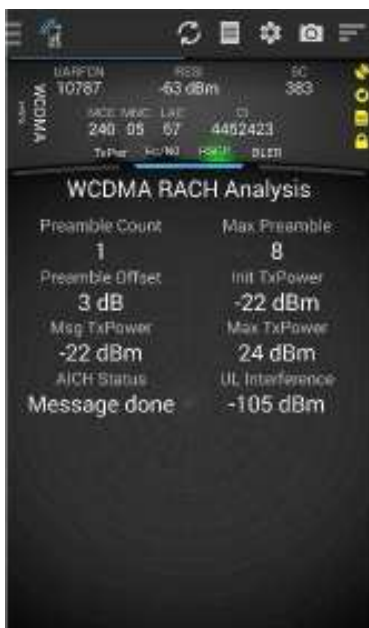 UARFCN RSSI SC
10787 -63 dBm 383
WCDMA
MCC MNC LAC CI
240 05 67 4452423
TxPwr Ec/N0 RSCP BLER
WCDMA RACH Analysis
Preamble Count Max Preamble
1 8
Preamble Offset Init TxPower
3 dB -22 dBm
Msg TxPower Max TxPower
-22 dBm 24 dBm
AICH Status UL Interference
Message done -105 dBm